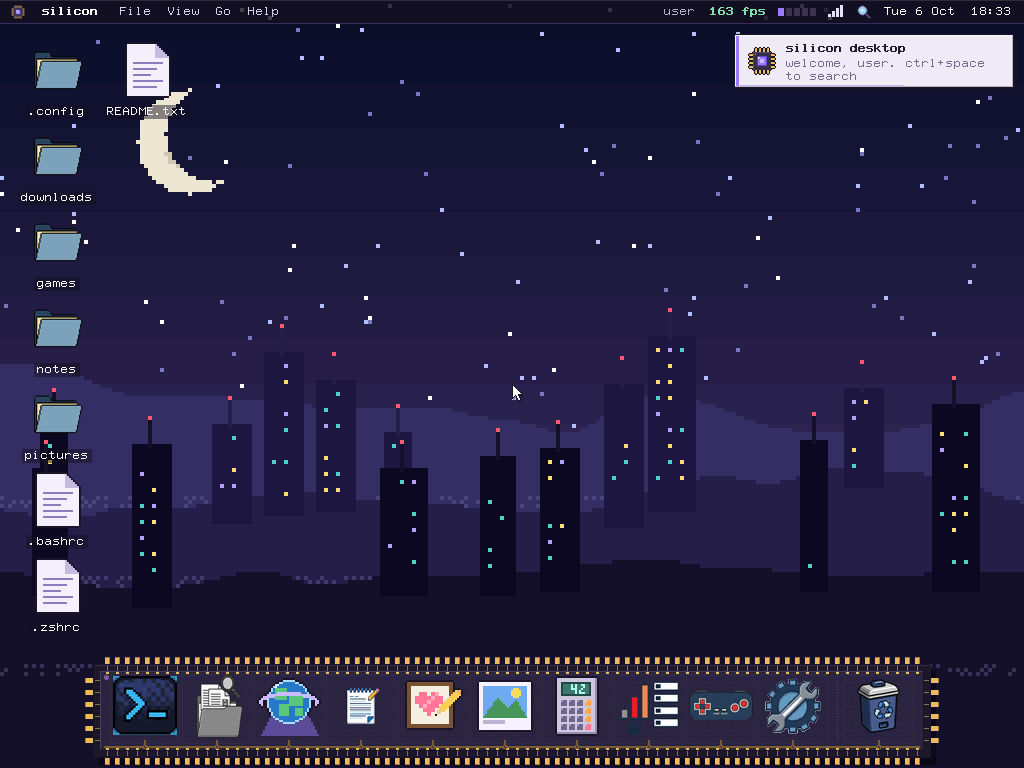 silicon File View Go Help user 163 fps Tue 6 Oct 18:33
silicon desktop
welcome, user. ctrl+space
to search
.config
README.txt
downloads
games
notes
pictures
.bashrc
.zshrc
42